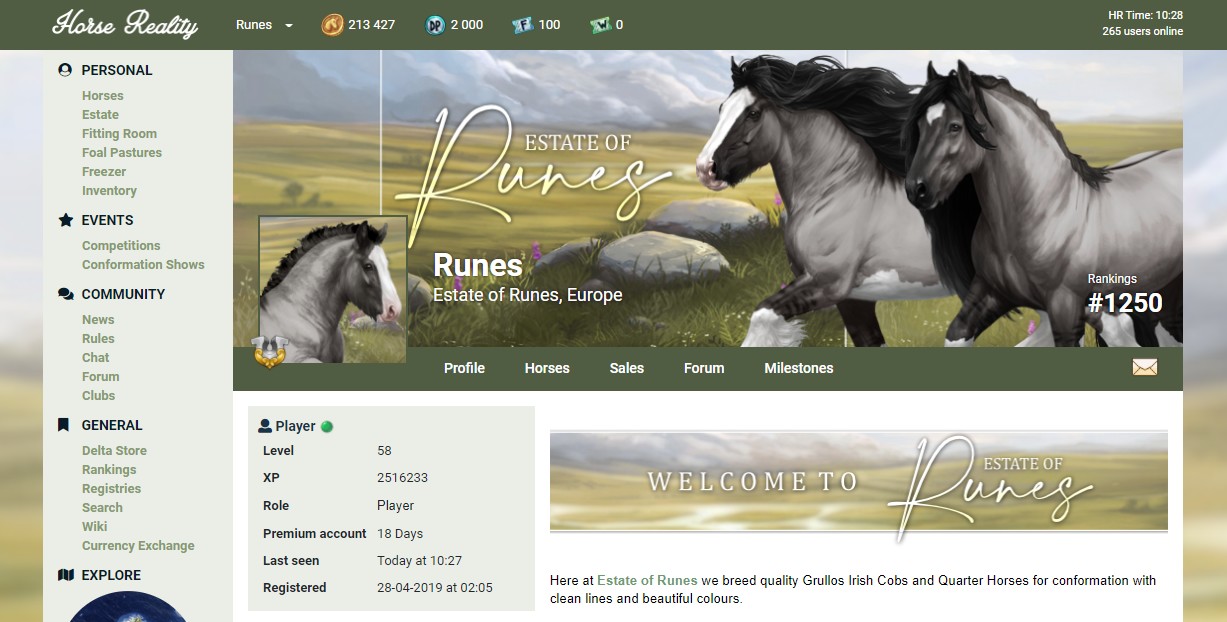 Horse Reality
Runes
213 427
DP
2 000
F
100
W
0
HR Time: 10:28
265 users online
PERSONAL
Horses
Estate
Fitting Room
Foal Pastures
Freezer
Inventory
EVENTS
Competitions
Conformation Shows
COMMUNITY
News
Rules
Chat
Forum
Clubs
GENERAL
Delta Store
Rankings
Registries
Search
Wiki
Currency Exchange
EXPLORE
ESTATE OF
Runes
Runes
Estate of Runes, Europe
Rankings
#1250
Profile
Horses
Sales
Forum
Milestones
Player
Level 58
XP 2516233
Role Player
Premium account 18 Days
Last seen Today at 10:27
Registered 28-04-2019 at 02:05
WELCOME TO
ESTATE OF
Runes
Here at Estate of Runes we breed quality Grullos Irish Cobs and Quarter Horses for conformation with
clean lines and beautiful colours.